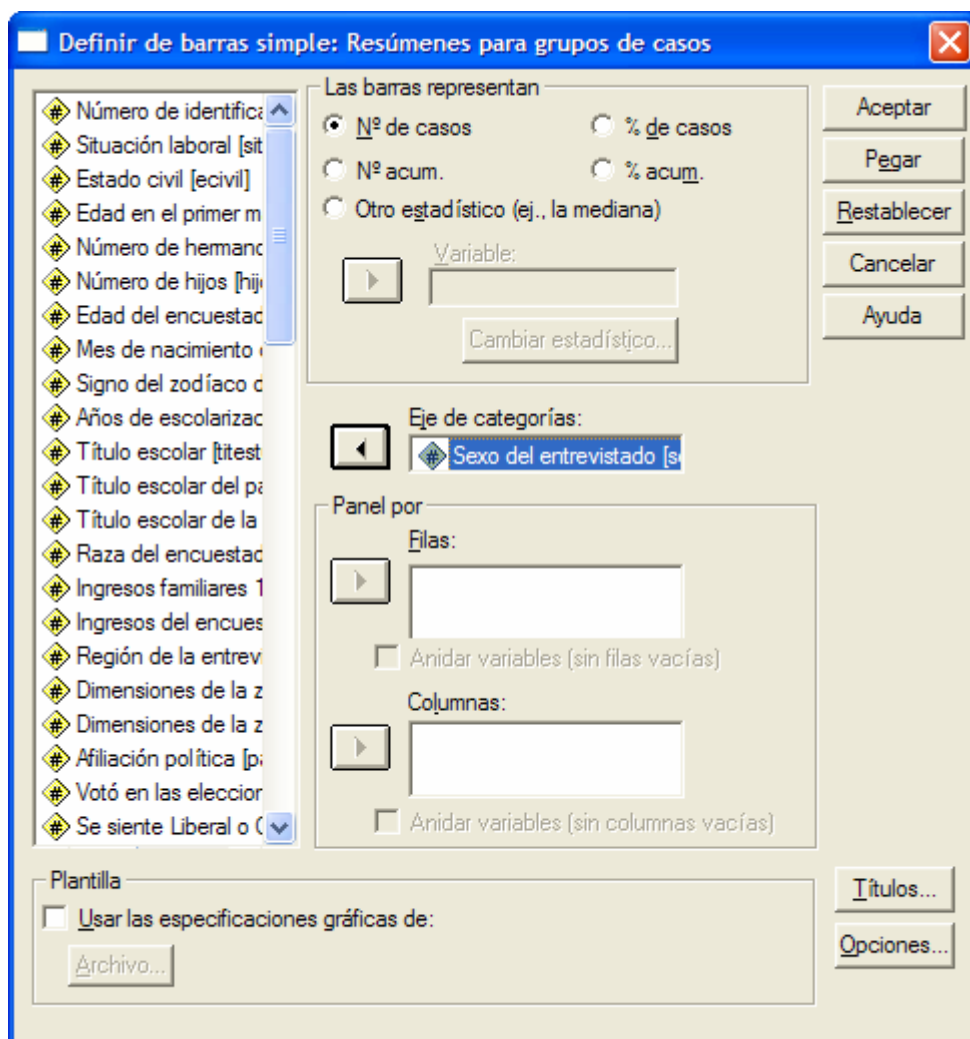 Definir de barras simple: Resúmenes para grupos de casos
Número de identifica
Situación laboral [sit
Estado civil [ecivil]
Edad en el primer m
Número de hermano
Número de hijos [hijo
Edad del encuestad
Mes de nacimiento d
Signo del zodíaco d
Años de escolarizac
Título escolar [titest
Título escolar del pa
Título escolar de la
Raza del encuestad
Ingresos familiares 1
Ingresos del encues
Región de la entrevi
Dimensiones de la z
Dimensiones de la z
Afiliación política [pa
Votó en las eleccion
Se siente Liberal o C
Las barras representan
Nº de casos
% de casos
Nº acum.
% acum.
Otro estadístico (ej., la mediana)
Variable:
Cambiar estadístico...
Eje de categorías:
Sexo del entrevistado [se
Panel por
Filas:
Anidar variables (sin filas vacías)
Columnas:
Anidar variables (sin columnas vacías)
Aceptar
Pegar
Restablecer
Cancelar
Ayuda
Plantilla
Usar las especificaciones gráficas de:
Archivo...
Títulos...
Opciones...